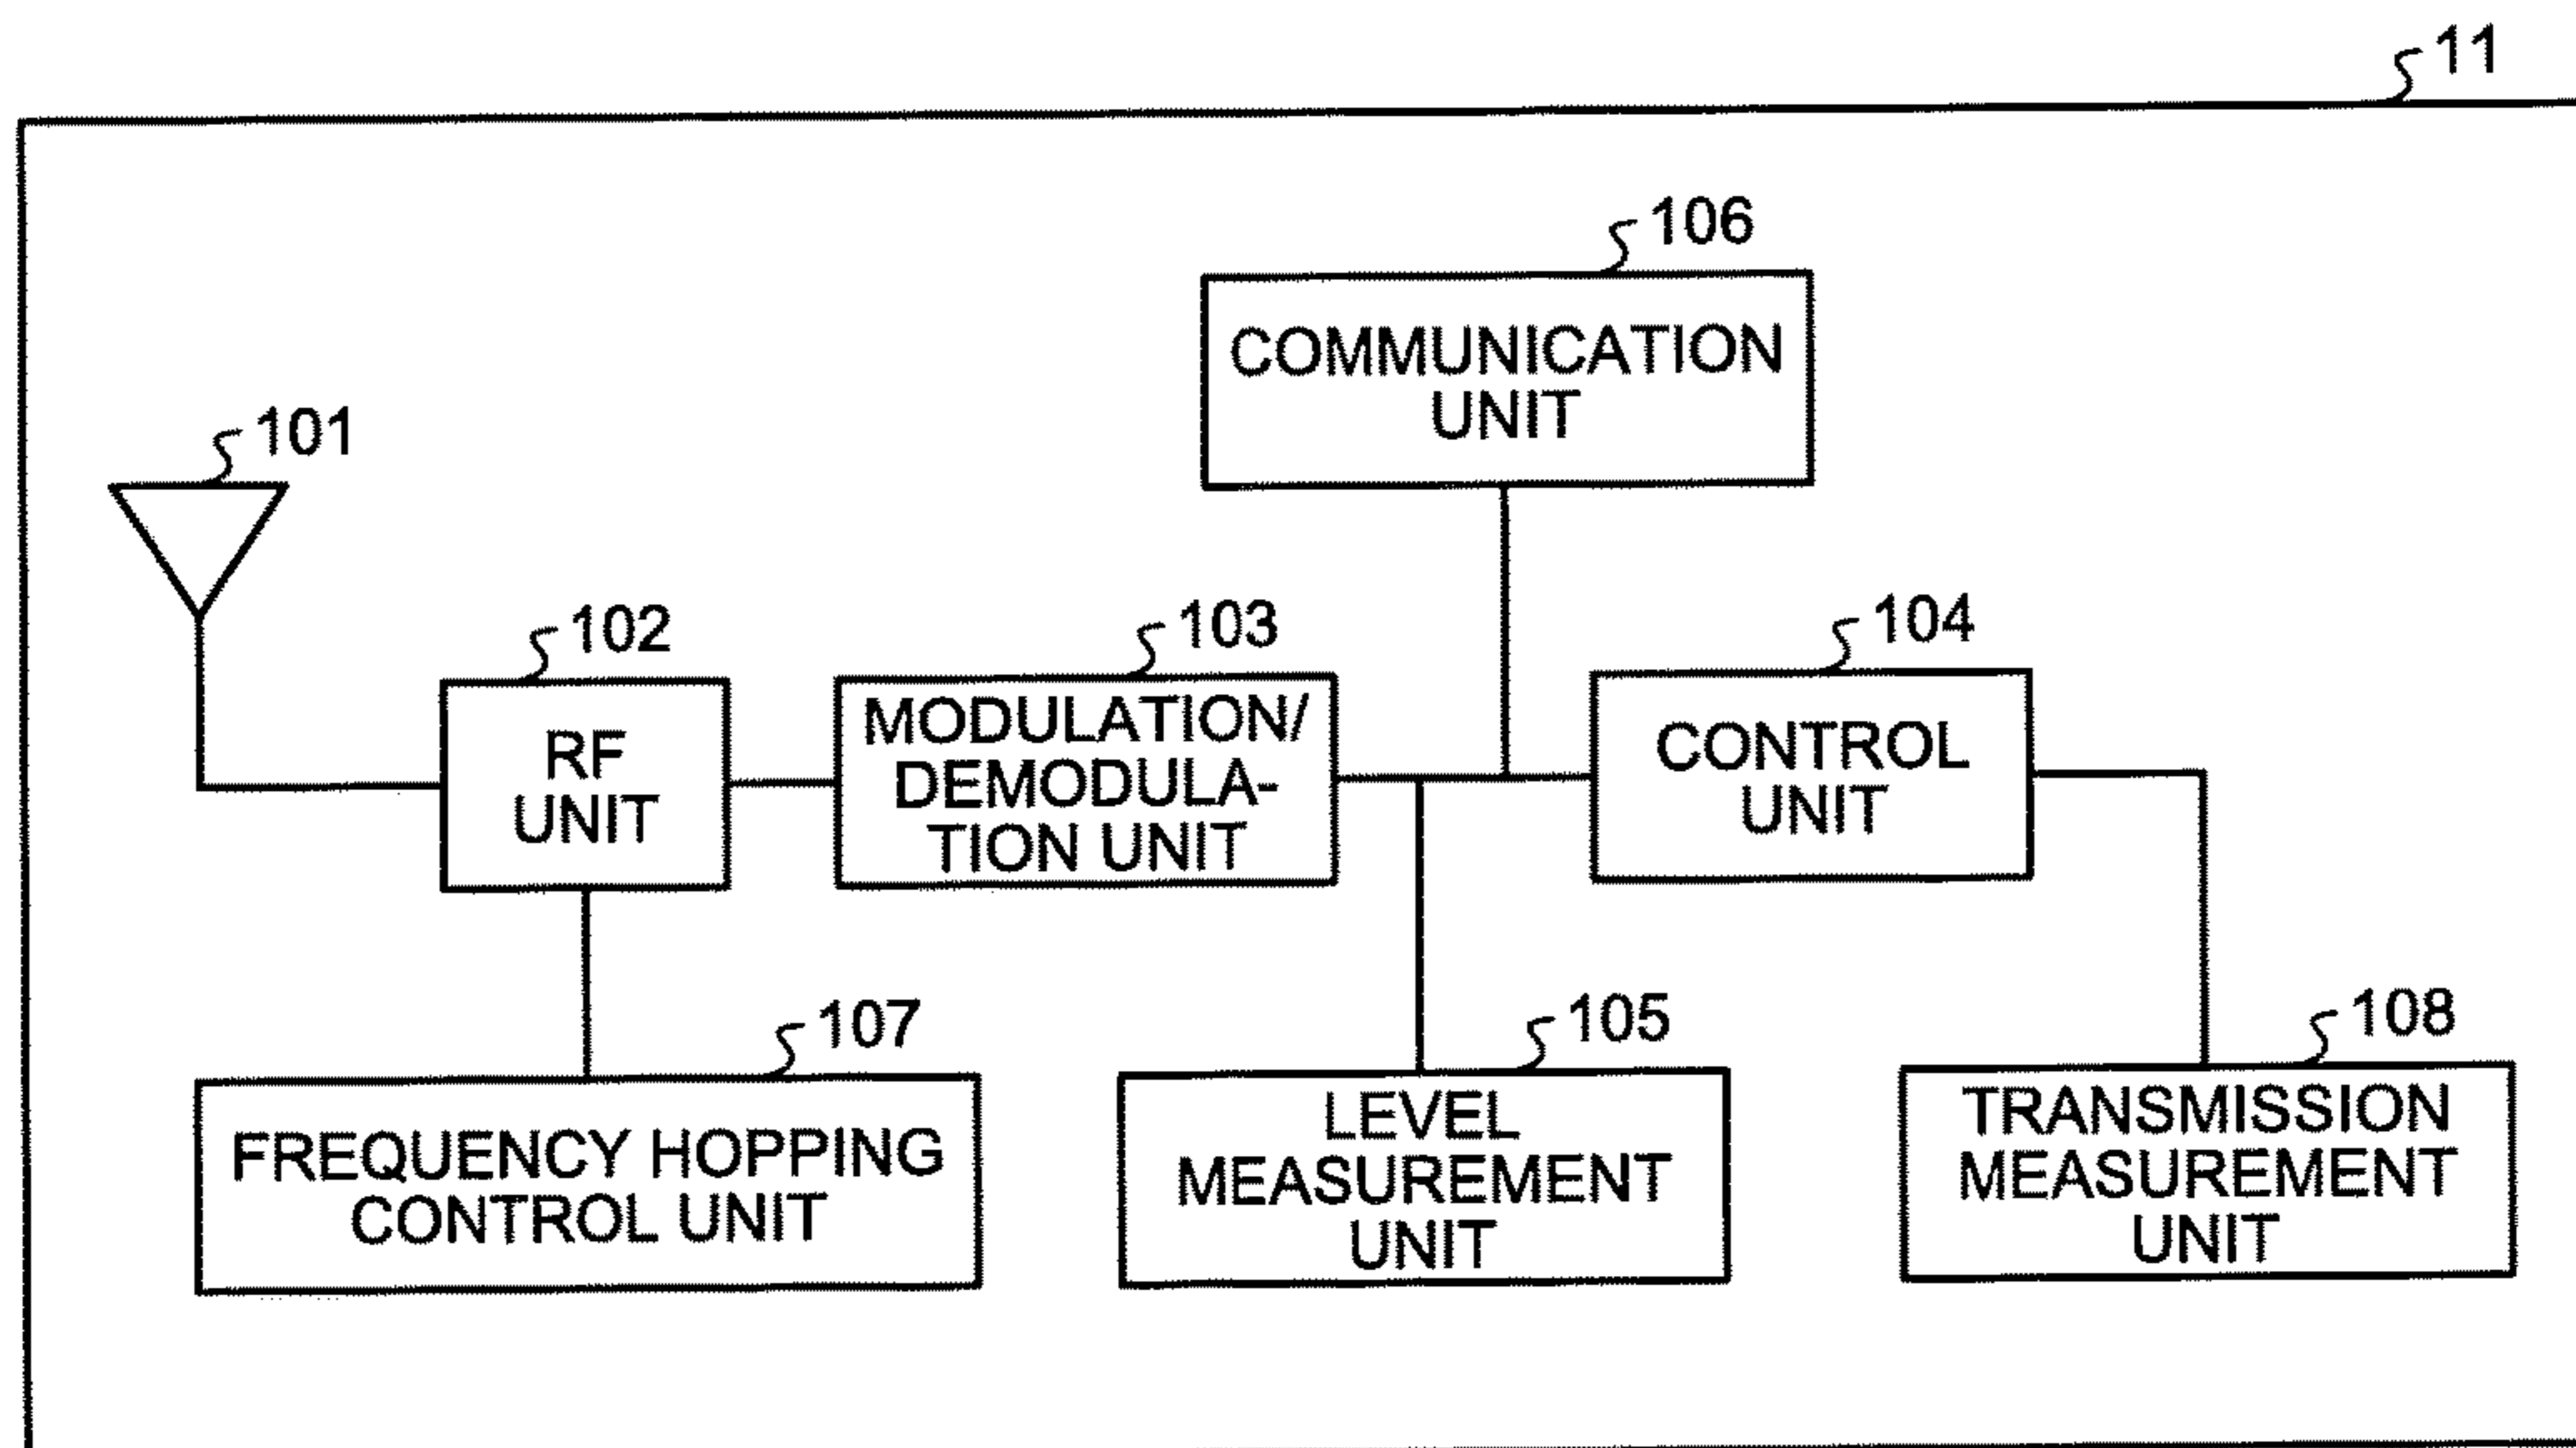 11
106
COMMUNICATION
UNIT
101
102
RF
UNIT
103
MODULATION/
DEMODULA-
TION UNIT
104
CONTROL
UNIT
107
FREQUENCY HOPPING
CONTROL UNIT
105
LEVEL
MEASUREMENT
UNIT
108
TRANSMISSION
MEASUREMENT
UNIT